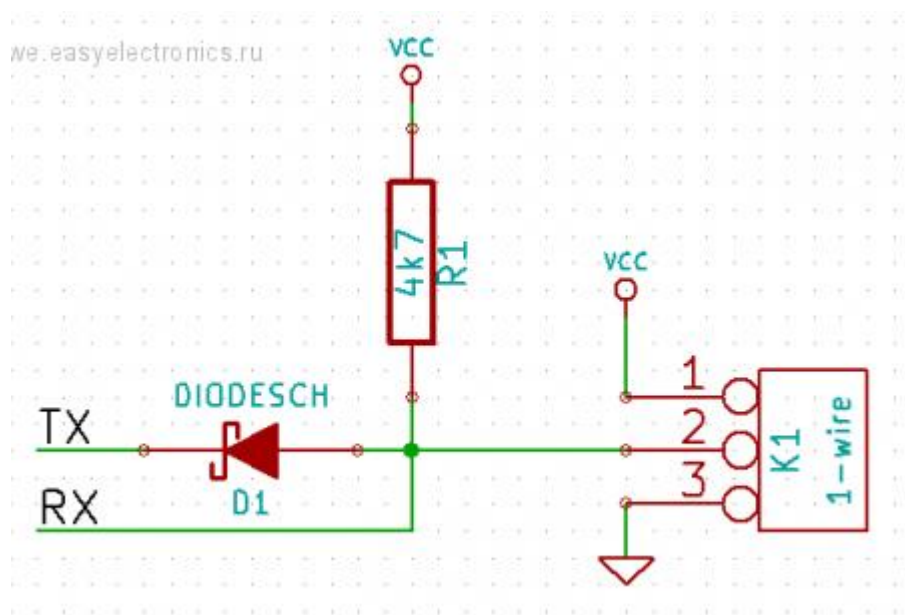 we.easyelectronics.ru
VCC
4k7
R1
VCC
DIODESCH
TX
D1
RX
1
2
3
K1
1-wire